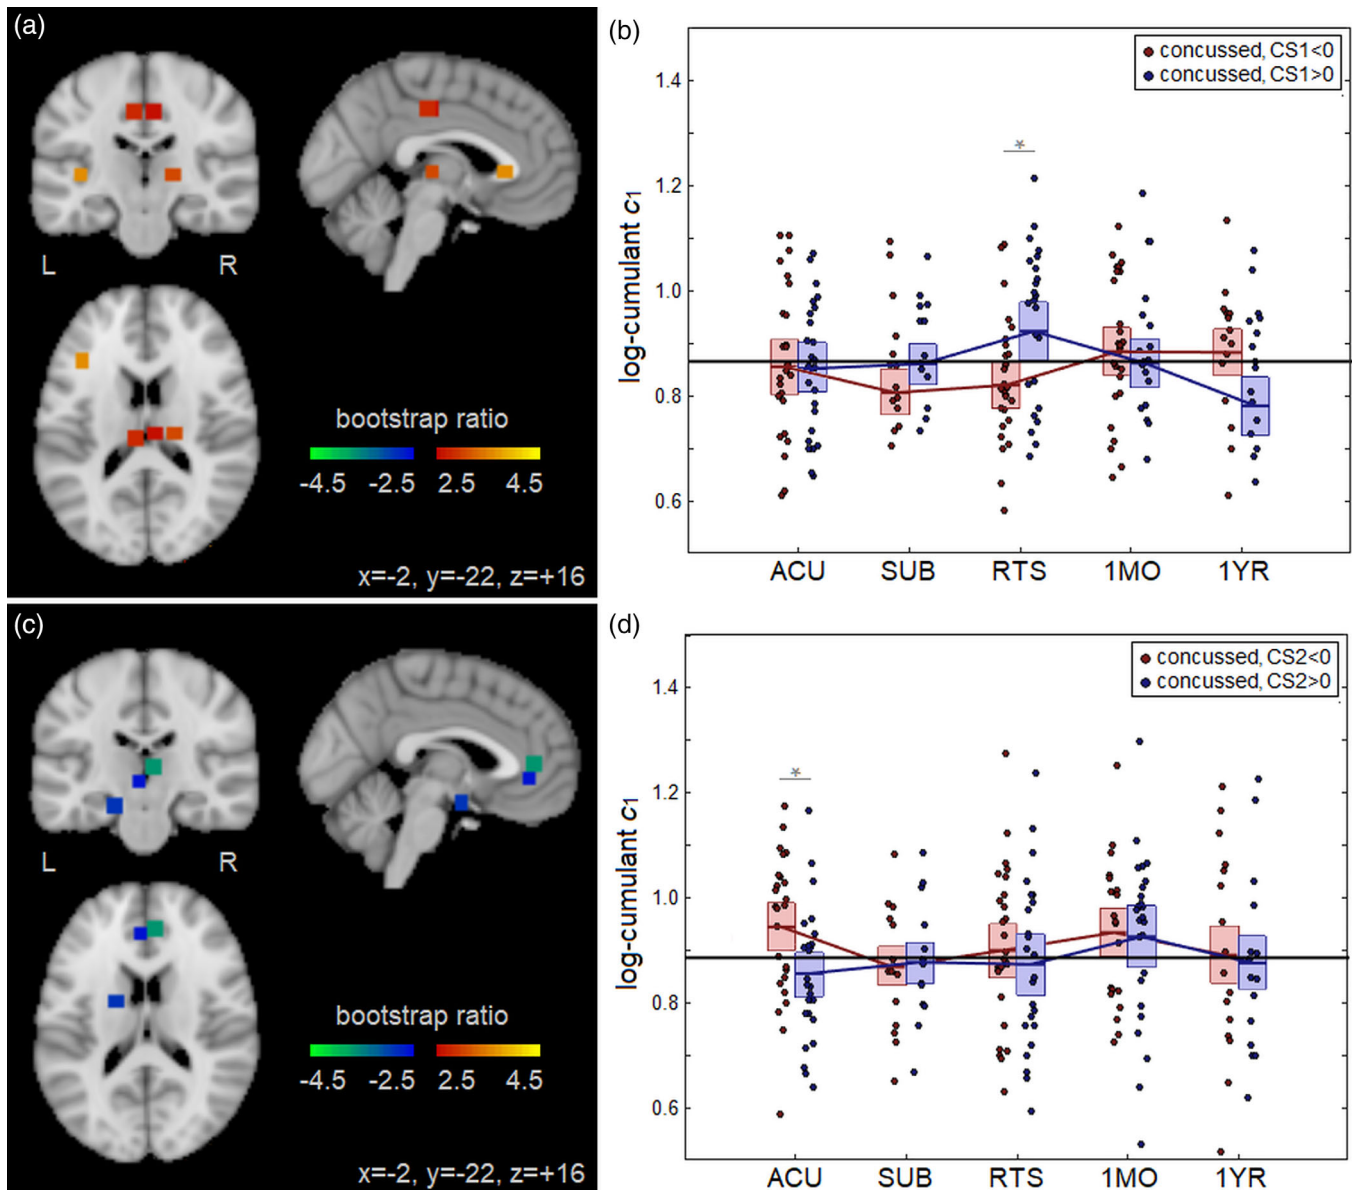 (a)
L R
bootstrap ratio
-4.5 -2.5 2.5 4.5
x=-2, y=-22, z=+16
(b)
concussed, CS1<0
concussed, CS1>0
*
log-cumulant c1
1.4
1.2
1.0
0.8
0.6
ACU SUB RTS 1MO 1YR
(c)
L R
bootstrap ratio
-4.5 -2.5 2.5 4.5
x=-2, y=-22, z=+16
(d)
concussed, CS2<0
concussed, CS2>0
*
log-cumulant c1
1.4
1.2
1.0
0.8
0.6
ACU SUB RTS 1MO 1YR